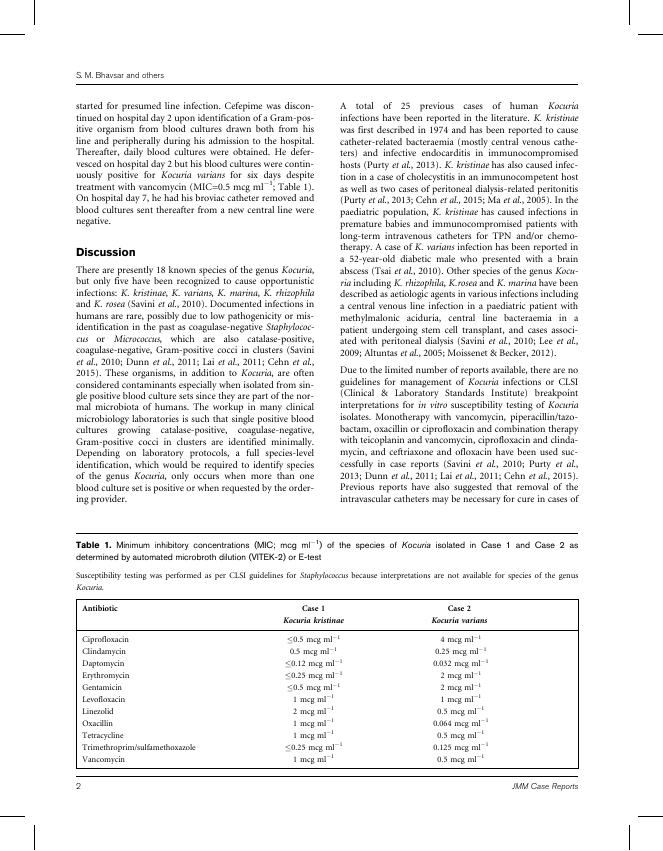 S. M. Bhavsar and others
started for presumed line infection. Cefepime was discon-
tinued on hospital day 2 upon identification of a Gram-pos-
itive organism from blood cultures drawn both from his
line and peripherally during his admission to the hospital.
Thereafter, daily blood cultures were obtained. He defer-
vesced on hospital day 2 but his blood cultures were contin-
uously positive for Kocuria varians for six days despite
treatment with vancomycin (MIC=0.5 mcg ml−1; Table 1).
On hospital day 7, he had his broviac catheter removed and
blood cultures sent thereafter from a new central line were
negative.
Discussion
There are presently 18 known species of the genus Kocuria,
but only five have been recognized to cause opportunistic
infections: K. kristinae, K. varians, K. marina, K. rhizophila
and K. rosea (Savini et al., 2010). Documented infections in
humans are rare, possibly due to low pathogenicity or mis-
identification in the past as coagulase-negative Staphylococ-
cus or Micrococcus, which are also catalase-positive,
coagulase-negative, Gram-positive cocci in clusters (Savini
et al., 2010; Dunn et al., 2011; Lai et al., 2011; Cehn et al.,
2015). These organisms, in addition to Kocuria, are often
considered contaminants especially when isolated from sin-
gle positive blood culture sets since they are part of the nor-
mal microbiota of humans. The workup in many clinical
microbiology laboratories is such that single positive blood
cultures growing catalase-positive, coagulase-negative,
Gram-positive cocci in clusters are identified minimally.
Depending on laboratory protocols, a full species-level
identification, which would be required to identify species
of the genus Kocuria, only occurs when more than one
blood culture set is positive or when requested by the order-
ing provider.
A total of 25 previous cases of human Kocuria
infections have been reported in the literature. K. kristinae
was first described in 1974 and has been reported to cause
catheter-related bacteraemia (mostly central venous cathe-
ters) and infective endocarditis in immunocompromised
hosts (Purty et al., 2013). K. kristinae has also caused infec-
tion in a case of cholecystitis in an immunocompetent host
as well as two cases of peritoneal dialysis-related peritonitis
(Purty et al., 2013; Cehn et al., 2015; Ma et al., 2005). In the
paediatric population, K. kristinae has caused infections in
premature babies and immunocompromised patients with
long-term intravenous catheters for TPN and/or chemo-
therapy. A case of K. varians infection has been reported in
a 52-year-old diabetic male who presented with a brain
abscess (Tsai et al., 2010). Other species of the genus Kocu-
ria including K. rhizophila, K.rosea and K. marina have been
described as aetiologic agents in various infections including
a central venous line infection in a paediatric patient with
methylmalonic aciduria, central line bacteraemia in a
patient undergoing stem cell transplant, and cases associ-
ated with peritoneal dialysis (Savini et al., 2010; Lee et al.,
2009; Altuntas et al., 2005; Moissenet & Becker, 2012).
Due to the limited number of reports available, there are no
guidelines for management of Kocuria infections or CLSI
(Clinical & Laboratory Standards Institute) breakpoint
interpretations for in vitro susceptibility testing of Kocuria
isolates. Monotherapy with vancomycin, piperacillin/tazo-
bactam, oxacillin or ciprofloxacin and combination therapy
with teicoplanin and vancomycin, ciprofloxacin and clinda-
mycin, and ceftriaxone and ofloxacin have been used suc-
cessfully in case reports (Savini et al., 2010; Purty et al.,
2013; Dunn et al., 2011; Lai et al., 2011; Cehn et al., 2015).
Previous reports have also suggested that removal of the
intravascular catheters may be necessary for cure in cases of
Table 1. Minimum inhibitory concentrations (MIC; mcg ml−1) of the species of Kocuria isolated in Case 1 and Case 2 as
determined by automated microbroth dilution (VITEK-2) or E-test
Susceptibility testing was performed as per CLSI guidelines for Staphylococcus because interpretations are not available for species of the genus
Kocuria.
Antibiotic Case 1 Case 2
Kocuria kristinae Kocuria varians
Ciprofloxacin ≤0.5 mcg ml−1 4 mcg ml−1
Clindamycin 0.5 mcg ml−1 0.25 mcg ml−1
Daptomycin ≤0.12 mcg ml−1 0.032 mcg ml−1
Erythromycin ≤0.25 mcg ml−1 2 mcg ml−1
Gentamicin ≤0.5 mcg ml−1 2 mcg ml−1
Levofloxacin 1 mcg ml−1 1 mcg ml−1
Linezolid 2 mcg ml−1 0.5 mcg ml−1
Oxacillin 1 mcg ml−1 0.064 mcg ml−1
Tetracycline 1 mcg ml−1 0.5 mcg ml−1
Trimethroprim/sulfamethoxazole ≤0.25 mcg ml−1 0.125 mcg ml−1
Vancomycin 1 mcg ml−1 0.5 mcg ml−1
2 JMM Case Reports